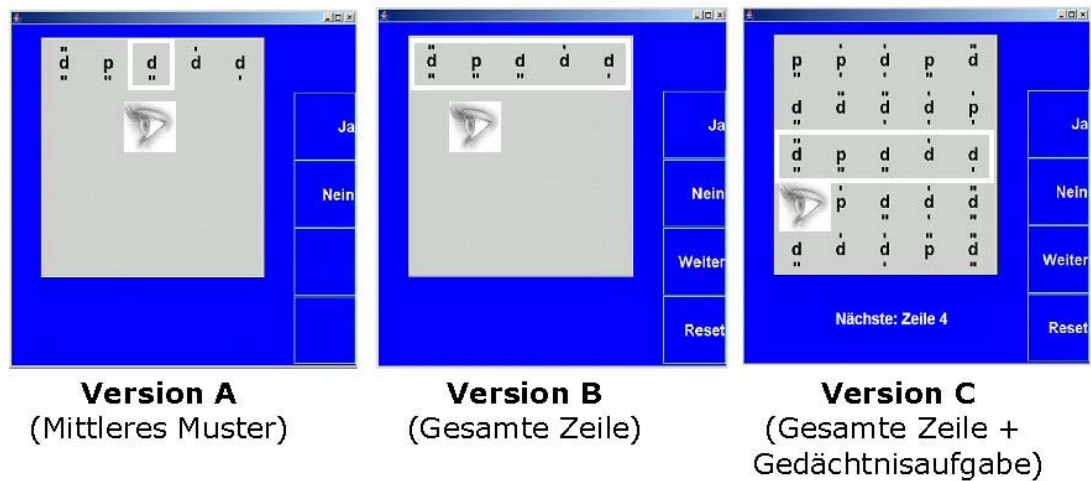 d p d d d
Ja
Nein
Version A
(Mittleres Muster)
d p d d d
Ja
Nein
Weiter
Reset
Version B
(Gesamte Zeile)
p p d p d
d d d d p
d p d d d
p d d d
d d d p d
Nächste: Zeile 4
Ja
Nein
Weiter
Reset
Version C
(Gesamte Zeile +
Gedächtnisaufgabe)